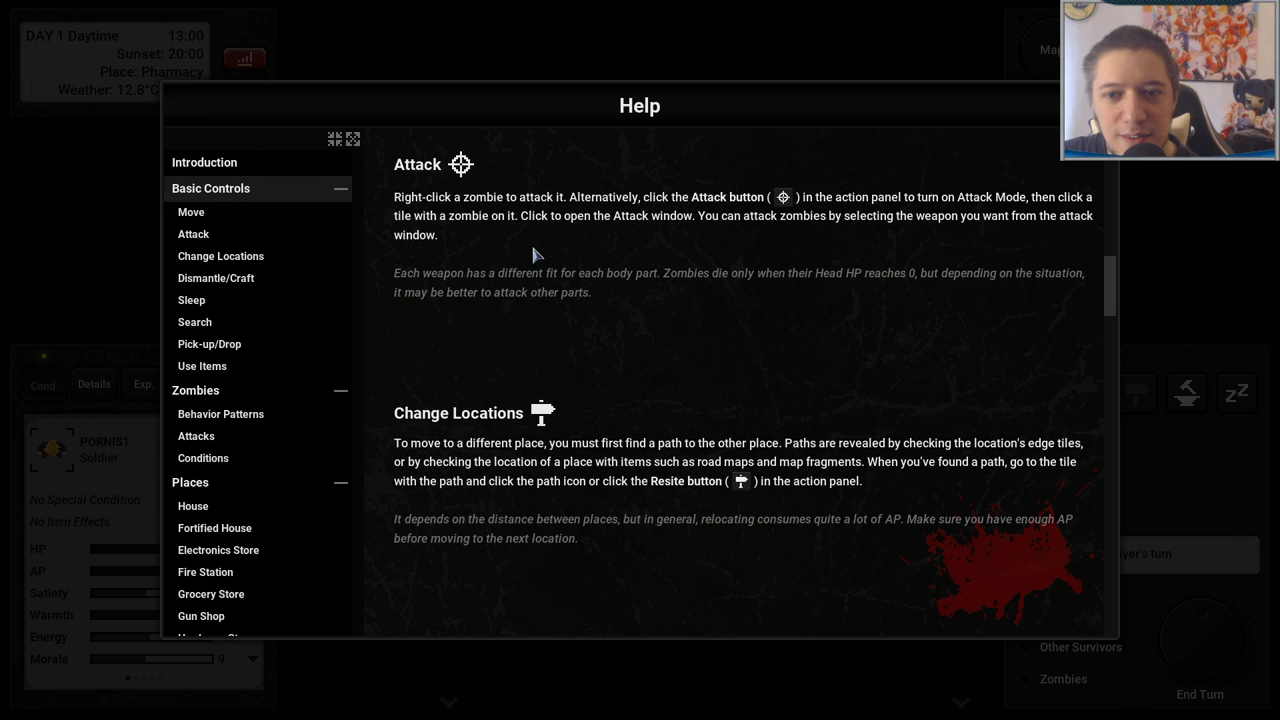 DAY 1 Daytime 13:00
Sunset: 20:00
Place: Pharmacy
Weather: 12.8°C
Help
Introduction
Basic Controls
Move
Attack
Change Locations
Dismantle/Craft
Sleep
Search
Pick-up/Drop
Use Items
Zombies
Behavior Patterns
Attacks
Conditions
Places
House
Fortified House
Electronics Store
Fire Station
Grocery Store
Gun Shop
Attack
Right-click a zombie to attack it. Alternatively, click the Attack button ( ) in the action panel to turn on Attack Mode, then click a
tile with a zombie on it. Click to open the Attack window. You can attack zombies by selecting the weapon you want from the attack
window.
Each weapon has a different fit for each body part. Zombies die only when their Head HP reaches 0, but depending on the situation,
it may be better to attack other parts.
Change Locations
To move to a different place, you must first find a path to the other place. Paths are revealed by checking the location's edge tiles,
or by checking the location of a place with items such as road maps and map fragments. When you've found a path, go to the tile
with the path and click the path icon or click the Resite button ( ) in the action panel.
It depends on the distance between places, but in general, relocating consumes quite a lot of AP. Make sure you have enough AP
before moving to the next location.
Cond. Details Exp.
PORNIS1
Soldier
No Special Condition
No Item Effects
HP
AP
Satiety
Warmth
Energy
Morale 9
Map
yer's turn
Other Survivors
Zombies
End Turn
zZ